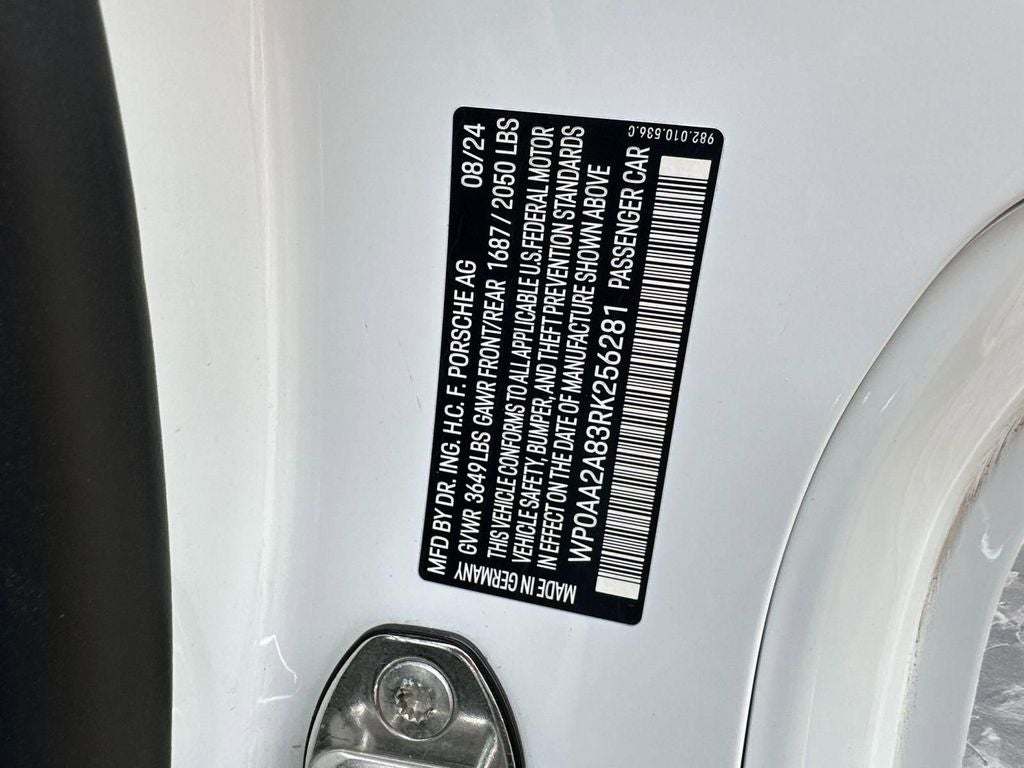 MFD BY DR. ING. H.C. F. PORSCHE AG 08/24
GVWR 3649 LBS GAWR FRONT/REAR 1687 // 2050 LBS
THIS VEHICLE CONFORMS TO ALL APPLICABLE U.S.FEDERAL MOTOR
VEHICLE SAFETY, BUMPER, AND THEFT PREVENTION STANDARDS
IN EFFECT ON THE DATE OF MANUFACTURE SHOWN ABOVE
WP0AA2A83RK256281 PASSENGER CAR
MADE IN GERMANY
982.010.536.C